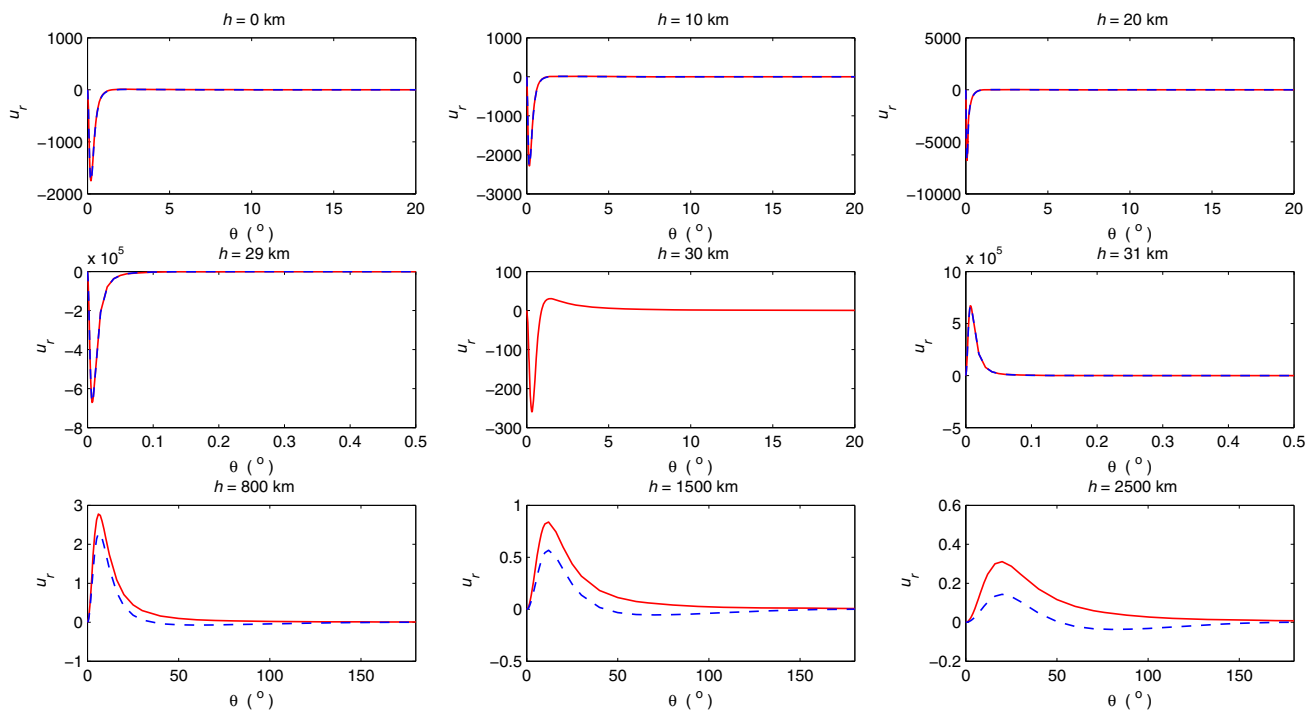 h = 0 km
1000
0
−1000
−2000
u_r
0 5 10 15 20
θ (°)
h = 10 km
1000
0
−1000
−2000
−3000
u_r
0 5 10 15 20
θ (°)
h = 20 km
5000
0
−5000
−10000
u_r
0 5 10 15 20
θ (°)
h = 29 km
× 10^5
0
−2
−4
−6
−8
u_r
0 0.1 0.2 0.3 0.4 0.5
θ (°)
h = 30 km
100
0
−100
−200
−300
u_r
0 5 10 15 20
θ (°)
h = 31 km
× 10^5
10
5
0
−5
u_r
0 0.1 0.2 0.3 0.4 0.5
θ (°)
h = 800 km
3
2
1
0
−1
u_r
0 50 100 150
θ (°)
h = 1500 km
1
0.5
0
−0.5
u_r
0 50 100 150
θ (°)
h = 2500 km
0.6
0.4
0.2
0
−0.2
u_r
0 50 100 150
θ (°)